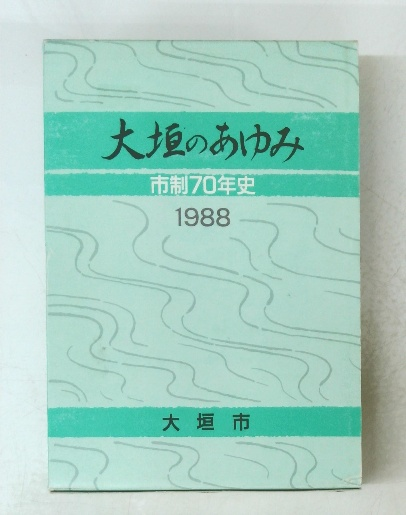 大垣のあゆみ
市制70年史
1988
大垣市